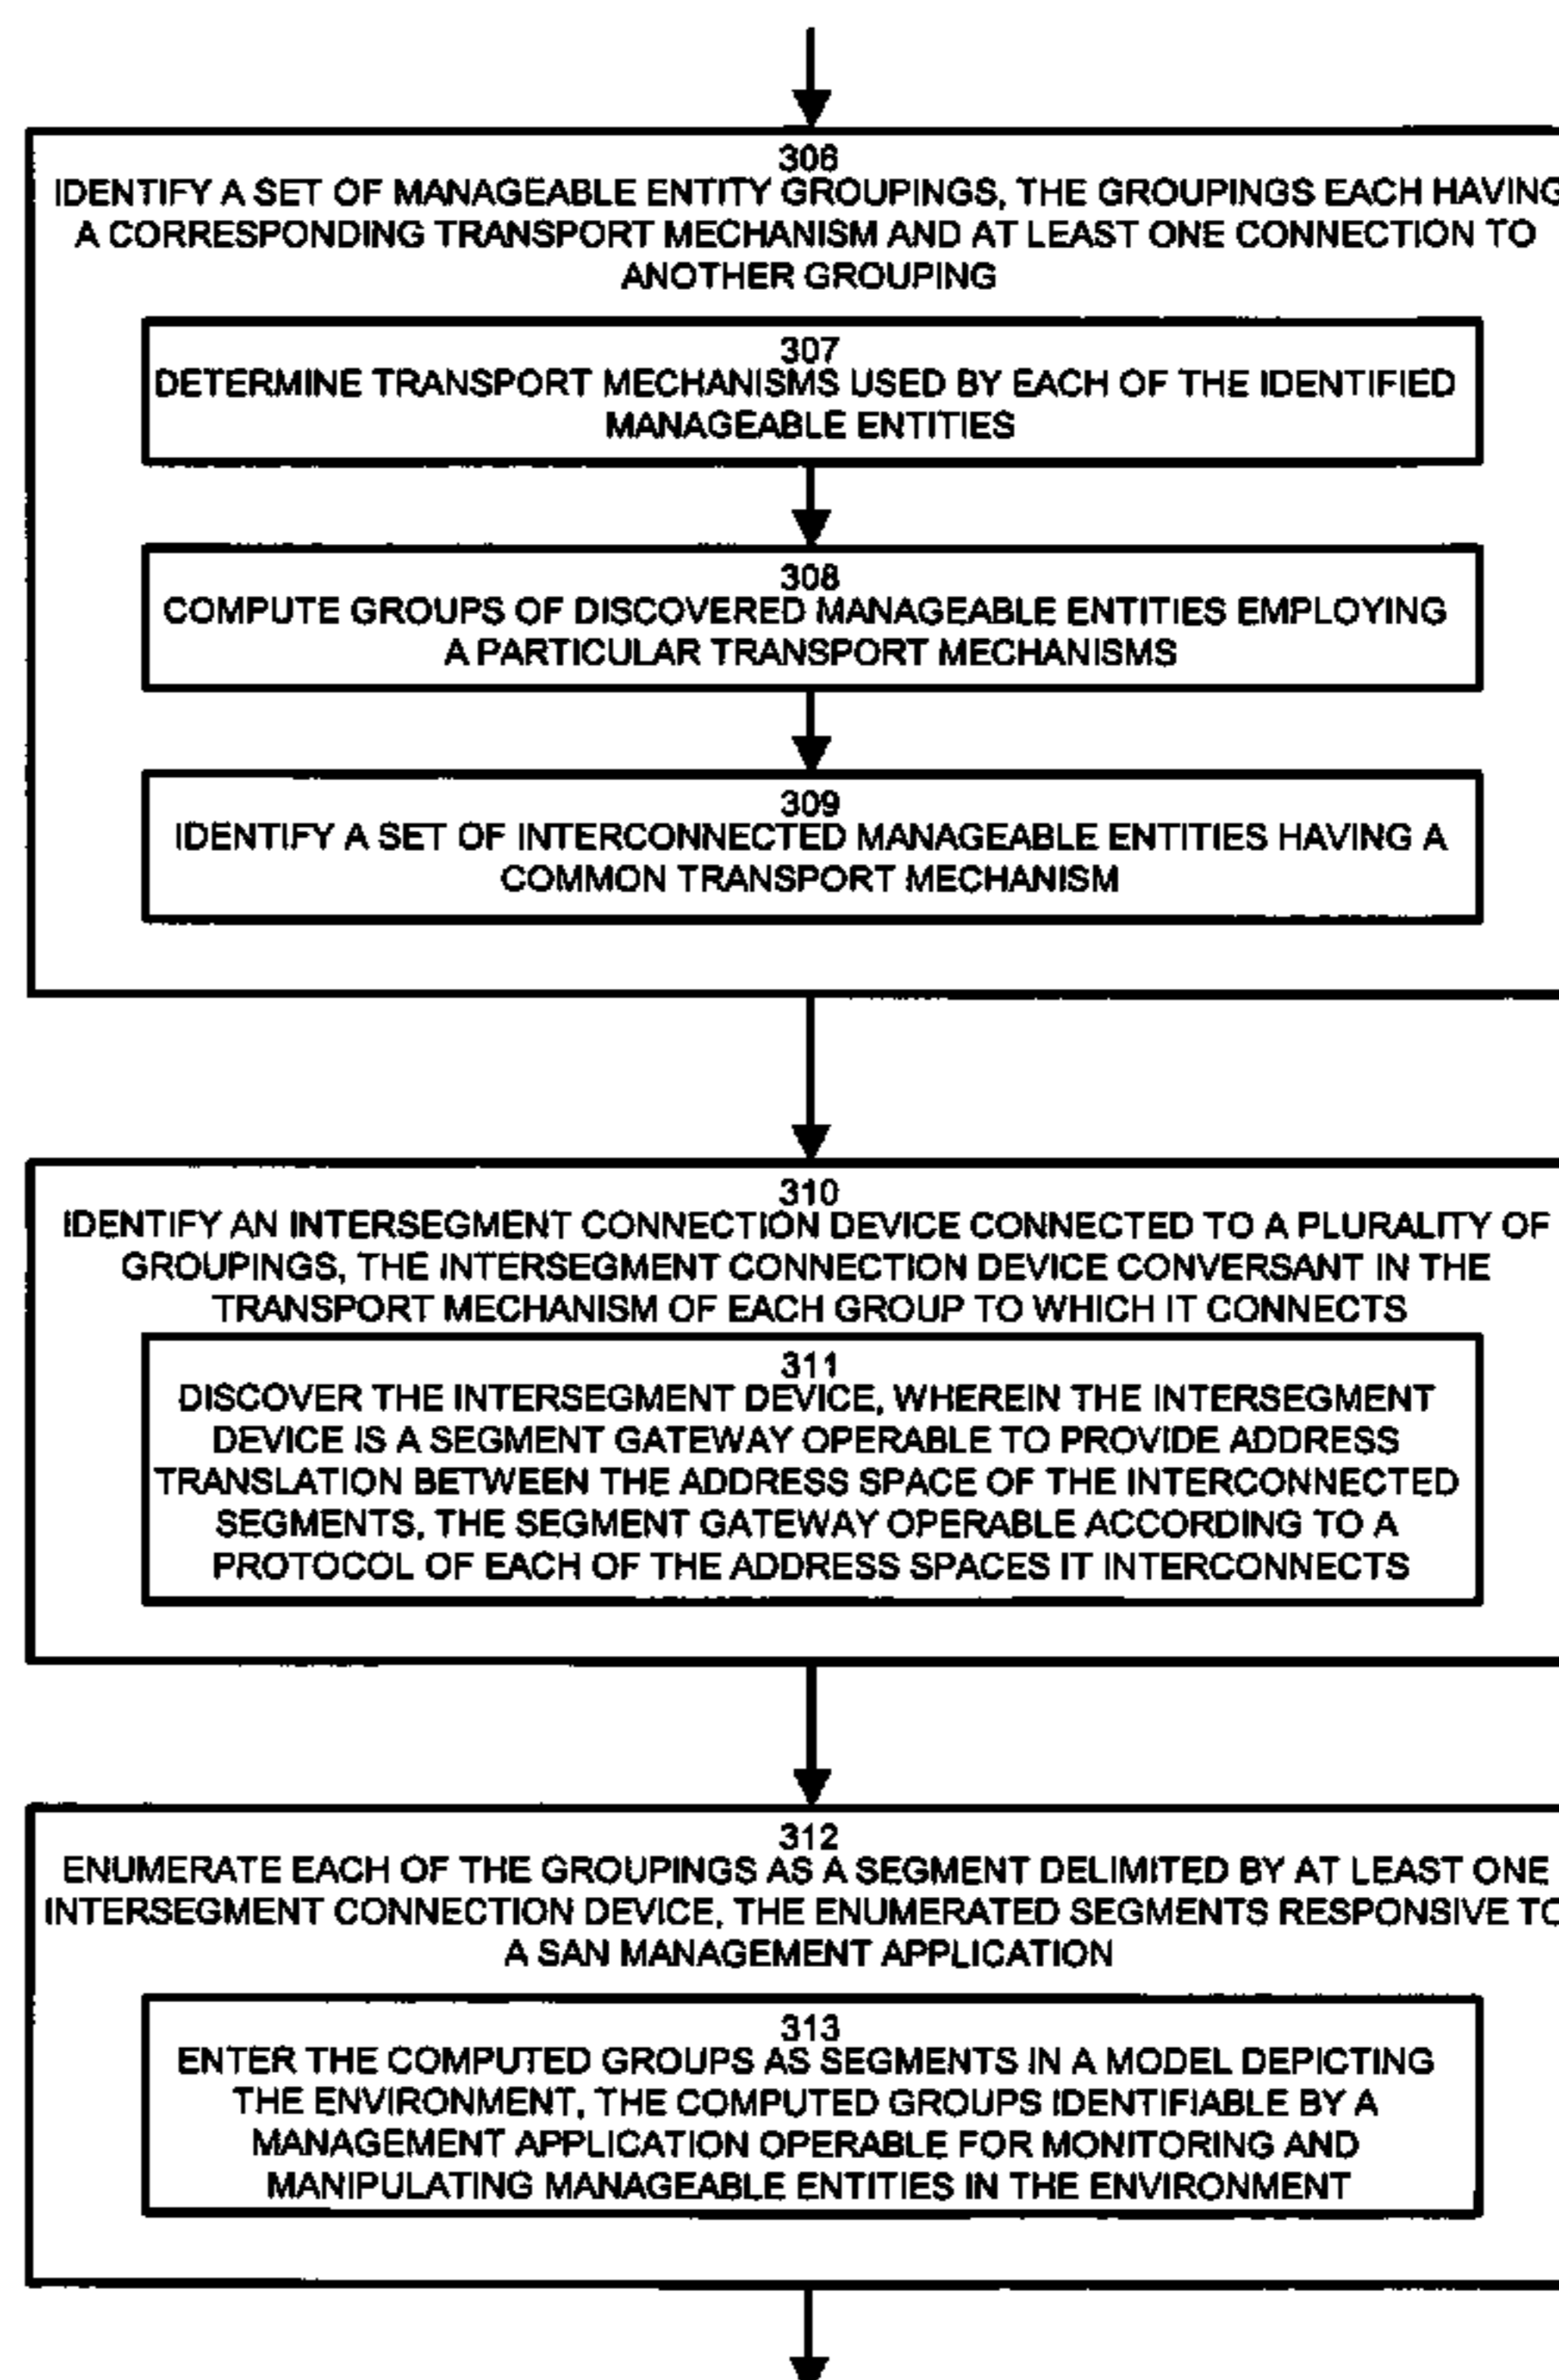 306
IDENTIFY A SET OF MANAGEABLE ENTITY GROUPINGS, THE GROUPINGS EACH HAVING
A CORRESPONDING TRANSPORT MECHANISM AND AT LEAST ONE CONNECTION TO
ANOTHER GROUPING
307
DETERMINE TRANSPORT MECHANISMS USED BY EACH OF THE IDENTIFIED
MANAGEABLE ENTITIES
308
COMPUTE GROUPS OF DISCOVERED MANAGEABLE ENTITIES EMPLOYING
A PARTICULAR TRANSPORT MECHANISMS
309
IDENTIFY A SET OF INTERCONNECTED MANAGEABLE ENTITIES HAVING A
COMMON TRANSPORT MECHANISM
310
IDENTIFY AN INTERSEGMENT CONNECTION DEVICE CONNECTED TO A PLURALITY OF
GROUPINGS, THE INTERSEGMENT CONNECTION DEVICE CONVERSANT IN THE
TRANSPORT MECHANISM OF EACH GROUP TO WHICH IT CONNECTS
311
DISCOVER THE INTERSEGMENT DEVICE, WHEREIN THE INTERSEGMENT
DEVICE IS A SEGMENT GATEWAY OPERABLE TO PROVIDE ADDRESS
TRANSLATION BETWEEN THE ADDRESS SPACE OF THE INTERCONNECTED
SEGMENTS, THE SEGMENT GATEWAY OPERABLE ACCORDING TO A
PROTOCOL OF EACH OF THE ADDRESS SPACES IT INTERCONNECTS
312
ENUMERATE EACH OF THE GROUPINGS AS A SEGMENT DELIMITED BY AT LEAST ONE
INTERSEGMENT CONNECTION DEVICE, THE ENUMERATED SEGMENTS RESPONSIVE TO
A SAN MANAGEMENT APPLICATION
313
ENTER THE COMPUTED GROUPS AS SEGMENTS IN A MODEL DEPICTING
THE ENVIRONMENT, THE COMPUTED GROUPS IDENTIFIABLE BY A
MANAGEMENT APPLICATION OPERABLE FOR MONITORING AND
MANIPULATING MANAGEABLE ENTITIES IN THE ENVIRONMENT